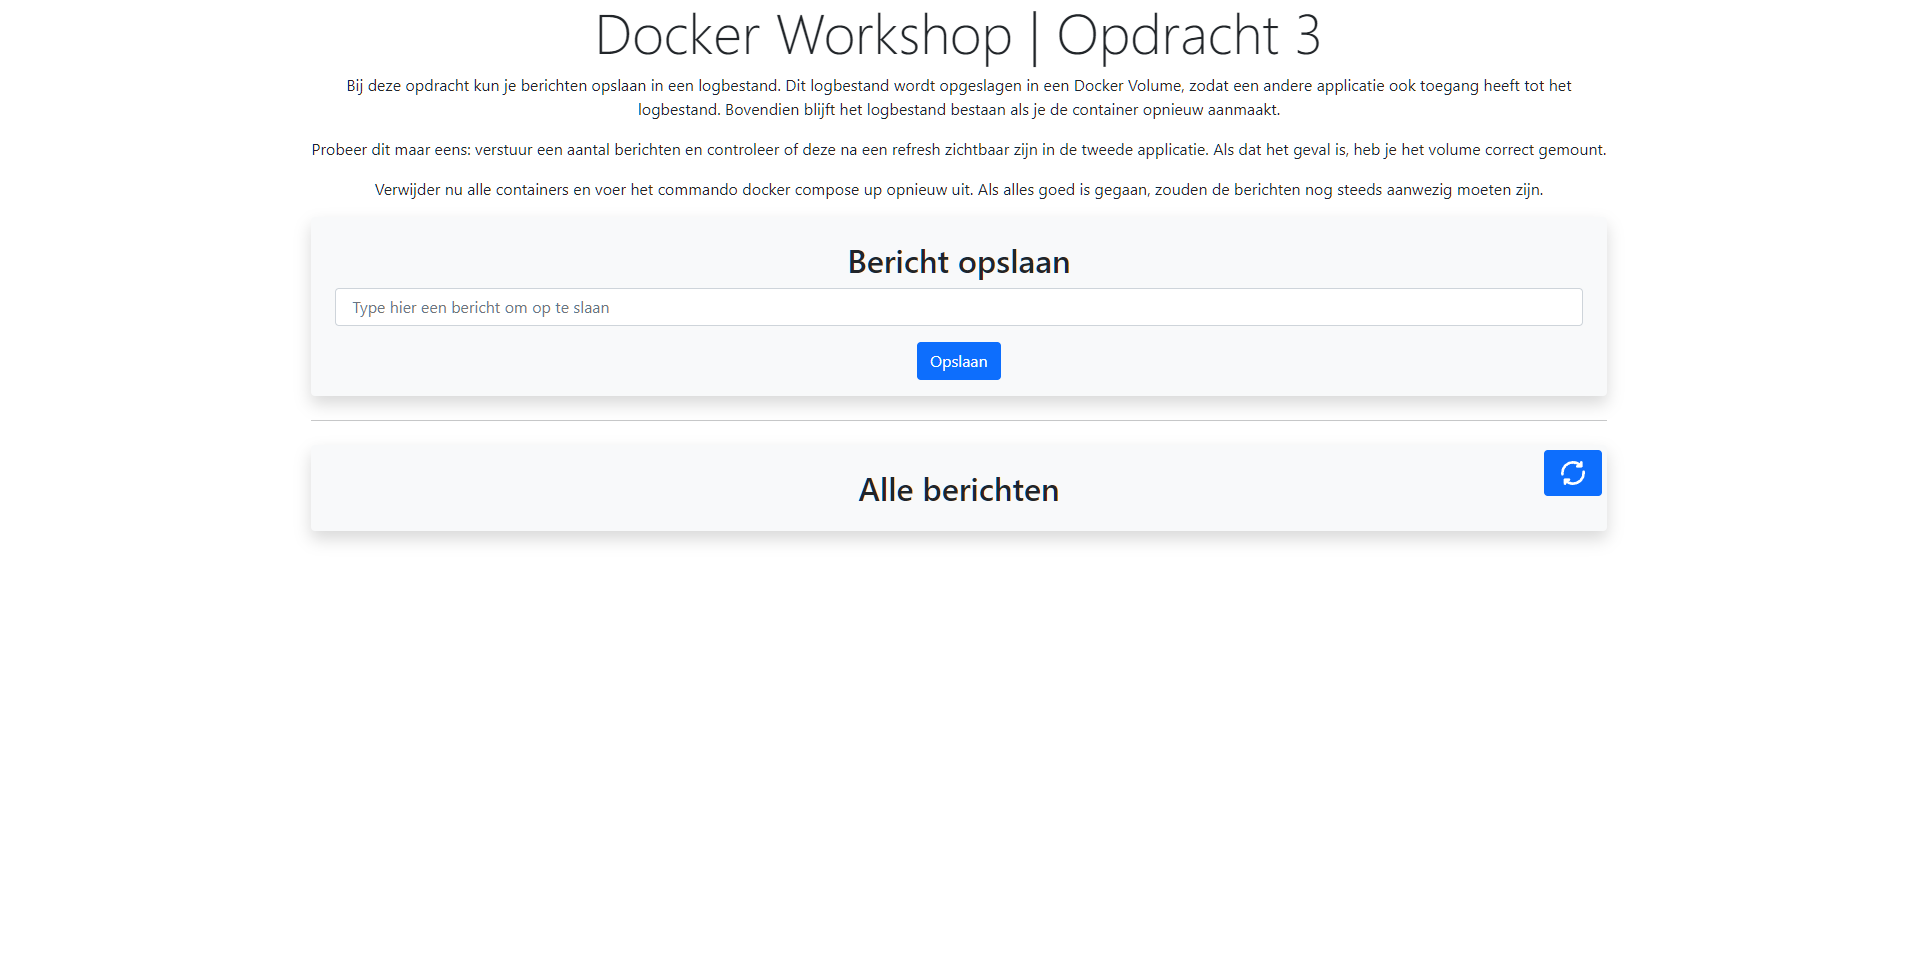 Docker Workshop | Opdracht 3
Bij deze opdracht kun je berichten opslaan in een logbestand. Dit logbestand wordt opgeslagen in een Docker Volume, zodat een andere applicatie ook toegang heeft tot het
logbestand. Bovendien blijft het logbestand bestaan als je de container opnieuw aanmaakt.
Probeer dit maar eens: verstuur een aantal berichten en controleer of deze na een refresh zichtbaar zijn in de tweede applicatie. Als dat het geval is, heb je het volume correct gemount.
Verwijder nu alle containers en voer het commando docker compose up opnieuw uit. Als alles goed is gegaan, zouden de berichten nog steeds aanwezig moeten zijn.
Bericht opslaan
Type hier een bericht om op te slaan
Opslaan
Alle berichten